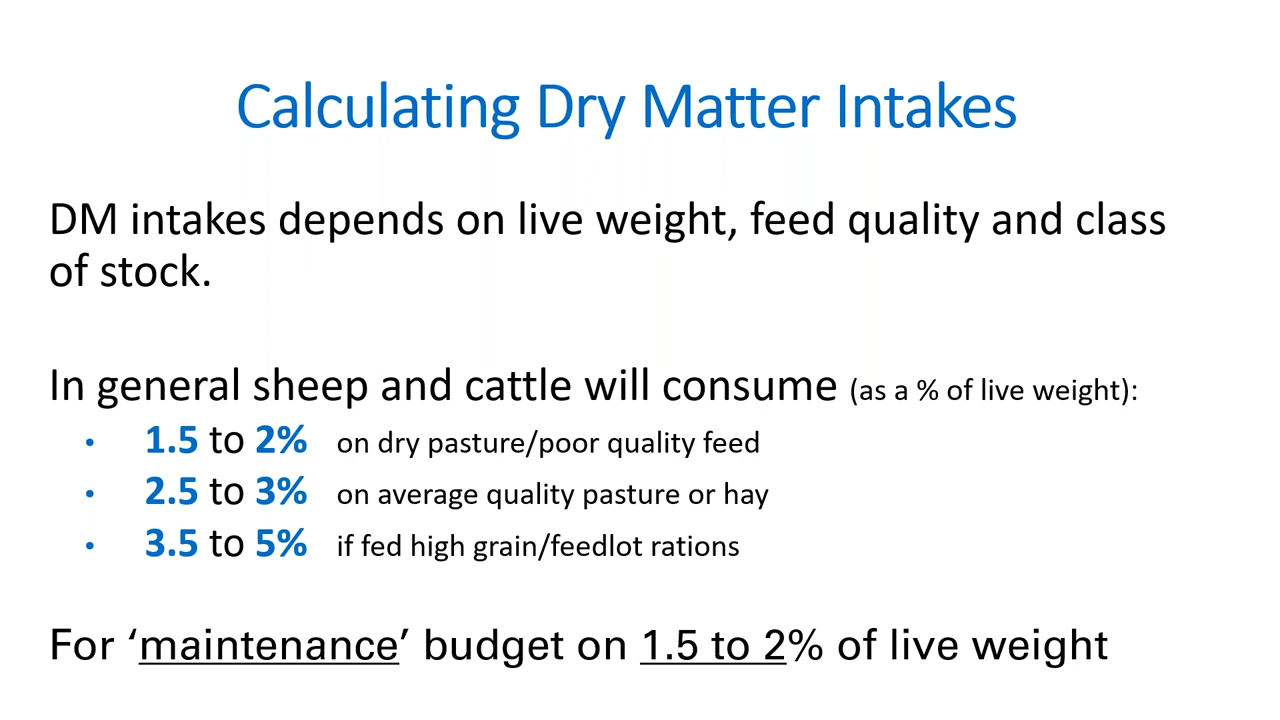 Calculating Dry Matter Intakes
DM intakes depends on live weight, feed quality and class
of stock.
In general sheep and cattle will consume (as a % of live weight):
• 1.5 to 2% on dry pasture/poor quality feed
• 2.5 to 3% on average quality pasture or hay
• 3.5 to 5% if fed high grain/feedlot rations
For ‘maintenance’ budget on 1.5 to 2% of live weight